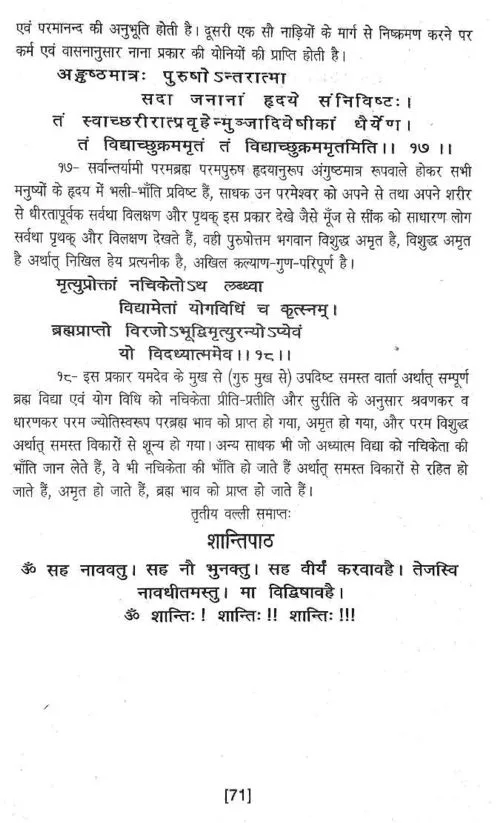 एवं परमानन्द की अनुभूति होती है। दूसरी एक सौ नाड़ियों के मार्ग से निष्क्रमण करने पर
कर्म एवं वासनानुसार नाना प्रकार की योनियों की प्राप्ति होती है।
अङ्गुष्ठमात्रः पुरुषोऽन्तरात्मा
सदा जनानां हृदये संनिविष्टः।
तं स्वाच्छरीरात्प्रवृहेन्मुञ्जादिवेषीकां धैर्येण।
तं विद्याच्छुक्रममृतं तं विद्याच्छुक्रममृतमिति।। १७ ।।
१७- सर्वान्तर्यामी परमब्रह्म परमपुरुष हृदयानुरूप अंगुष्ठमात्र रूपवाले होकर सभी
मनुष्यों के हृदय में भली-भाँति प्रविष्ट हैं, साधक उन परमेश्वर को अपने से तथा अपने शरीर
से धीरतापूर्वक सर्वथा विलक्षण और पृथक् इस प्रकार देखे जैसे मूँज से सींक को साधारण लोग
सर्वथा पृथक् और विलक्षण देखते हैं, वही पुरुषोत्तम भगवान विशुद्ध अमृत है, विशुद्ध अमृत
है अर्थात् निखिल हेय प्रत्यनीक है, अखिल कल्याण-गुण-परिपूर्ण है।
मृत्युप्रोक्तां नचिकेतोऽथ लब्ध्वा
विद्यामेतां योगविधिं च कृत्स्नम्।
ब्रह्मप्राप्तो विरजोऽभूद्विमृत्युरन्योऽप्येवं
यो विदध्यात्ममेव।।१८।।
१८- इस प्रकार यमदेव के मुख से (गुरु मुख से) उपदिष्ट समस्त वार्ता अर्थात् सम्पूर्ण
ब्रह्म विद्या एवं योग विधि को नचिकेता प्रीति-प्रतीति और सुरीति के अनुसार श्रवणकर व
धारणकर परम ज्योतिस्वरूप परब्रह्म भाव को प्राप्त हो गया, अमृत हो गया, और परम विशुद्ध
अर्थात् समस्त विकारों से शून्य हो गया। अन्य साधक भी जो अध्यात्म विद्या को नचिकेता की
भाँति जान लेते हैं, वे भी नचिकेता की भाँति हो जाते हैं अर्थात् समस्त विकारों से रहित हो
जाते हैं, अमृत हो जाते हैं, ब्रह्म भाव को प्राप्त हो जाते हैं।
तृतीय वल्ली समाप्तः
शान्तिपाठ
ॐ सह नाववतु। सह नौ भुनक्तु। सह वीर्यं करवावहै। तेजस्वि
नावधीतमस्तु। मा विद्विषावहै।
ॐ शान्तिः ! शान्तिः !! शान्तिः !!!
[71]